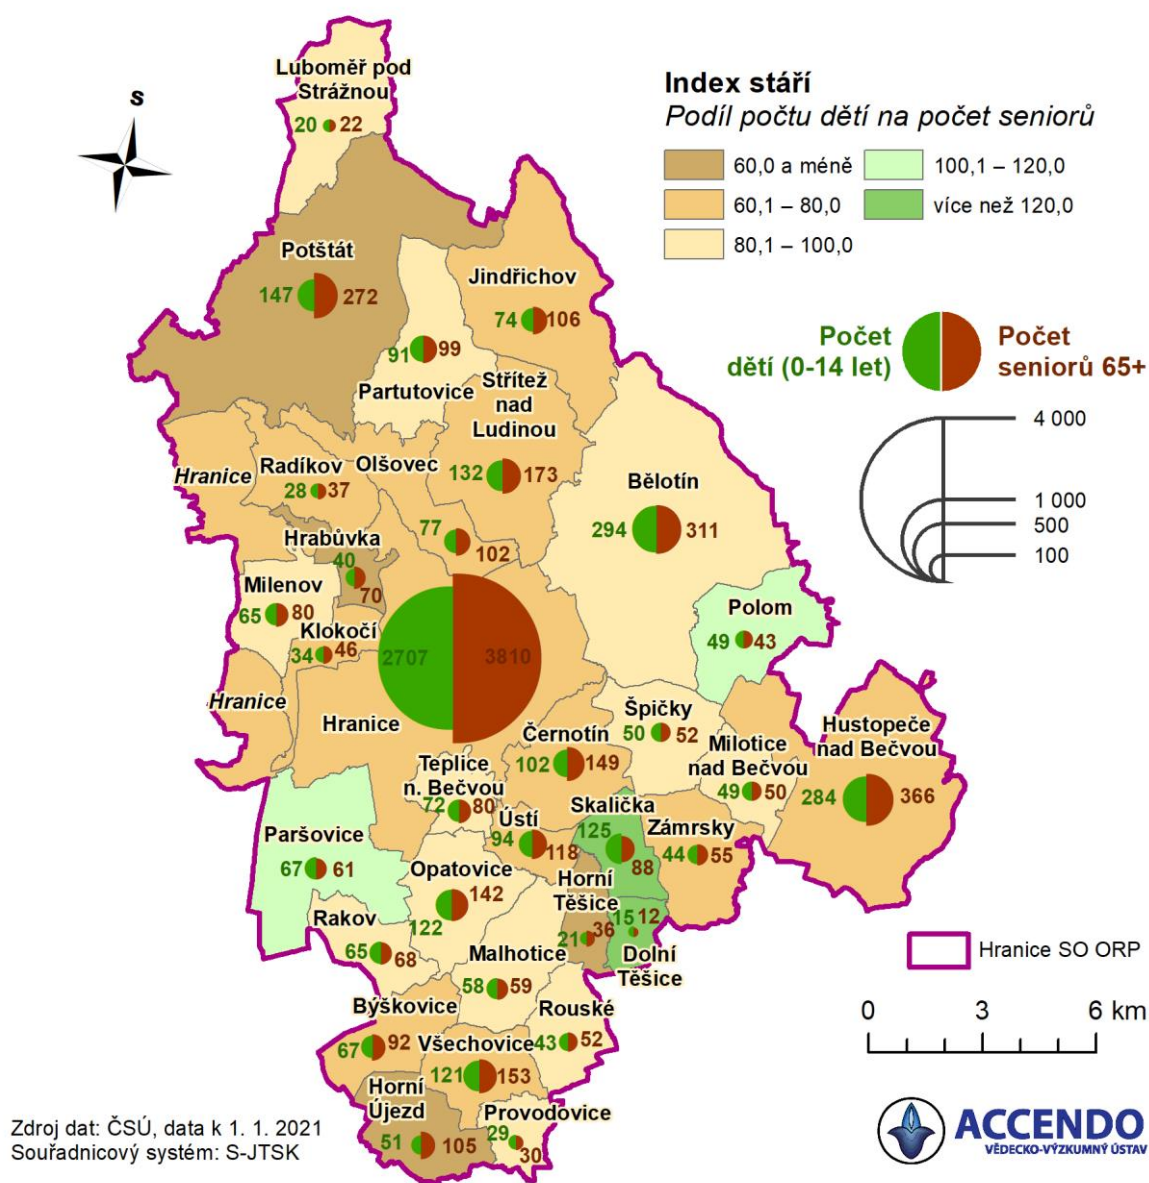 Luboměř pod
Strážnou
20 22
S
Index stáří
Podíl počtu dětí na počet seniorů
60,0 a méně
60,1 – 80,0
80,1 – 100,0
100,1 – 120,0
více než 120,0
Potštát
147 272
Jindřichov
74 106
91 99
Partutovice
Počet
dětí (0-14 let)
Počet
seniorů 65+
4 000
1 000
500
100
Střítež
nad
Ludinou
132 173
Olšovec
77
102
Hranice
Radíkov
28 37
Bělotín
294 311
Hrabůvka
40
70
Milenov
65 80
Klokočí
34 46
Polom
49 43
2707 3810
Hranice
Hranice
Špičky
50 52
Hustopeče
nad Bečvou
284 366
Černotín
102 149
Milotice
nad Bečvou
49 50
Teplice
n. Bečvou
72 80
Ústí
94
118
Skalička
125
88
Zámrsky
44 55
Paršovice
67 61
Opatovice
142
122
Horní
Těšice
21 36
15 12
Dolní
Těšice
Rakov
65 68
Malhotice
58 59
Hranice SO ORP
Býškovice
67 92
Rouské
43 52
Všechovice
121 153
0 3 6 km
Horní
Újezd
51 105
Provodovice
29
30
Zdroj dat: ČSÚ, data k 1. 1. 2021
Souřadnicový systém: S-JTSK
ACCENDO
VĚDECKO-VÝZKUMNÝ ÚSTAV